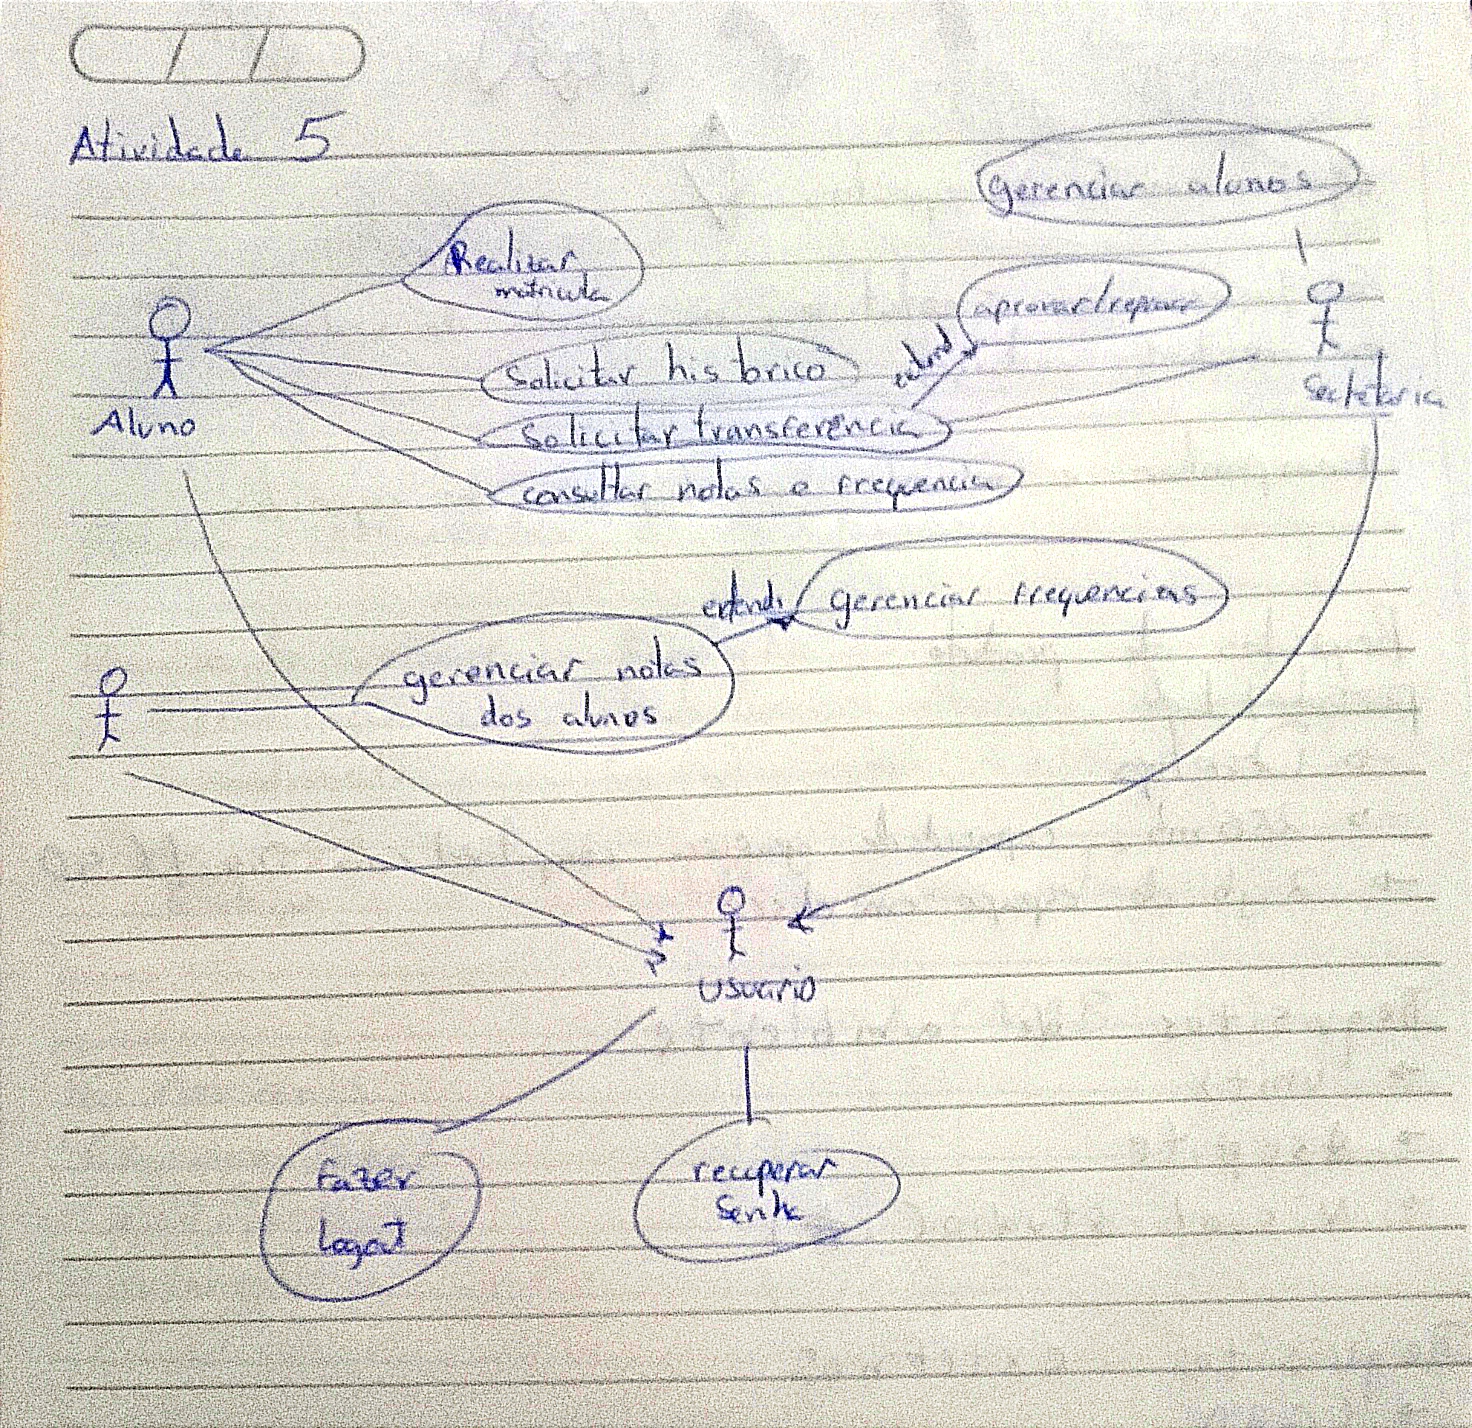 Atividade 5
gerenciar alunos
Realizar
matricula
aprovar/reprovar
Solicitar historico
extend
Secretaria
Aluno
Solicitar transferência
consultar notas e frequencia
extends
gerenciar frequencias
gerenciar notas
dos alunos
usuario
fazer
logout
recuperar
Senha